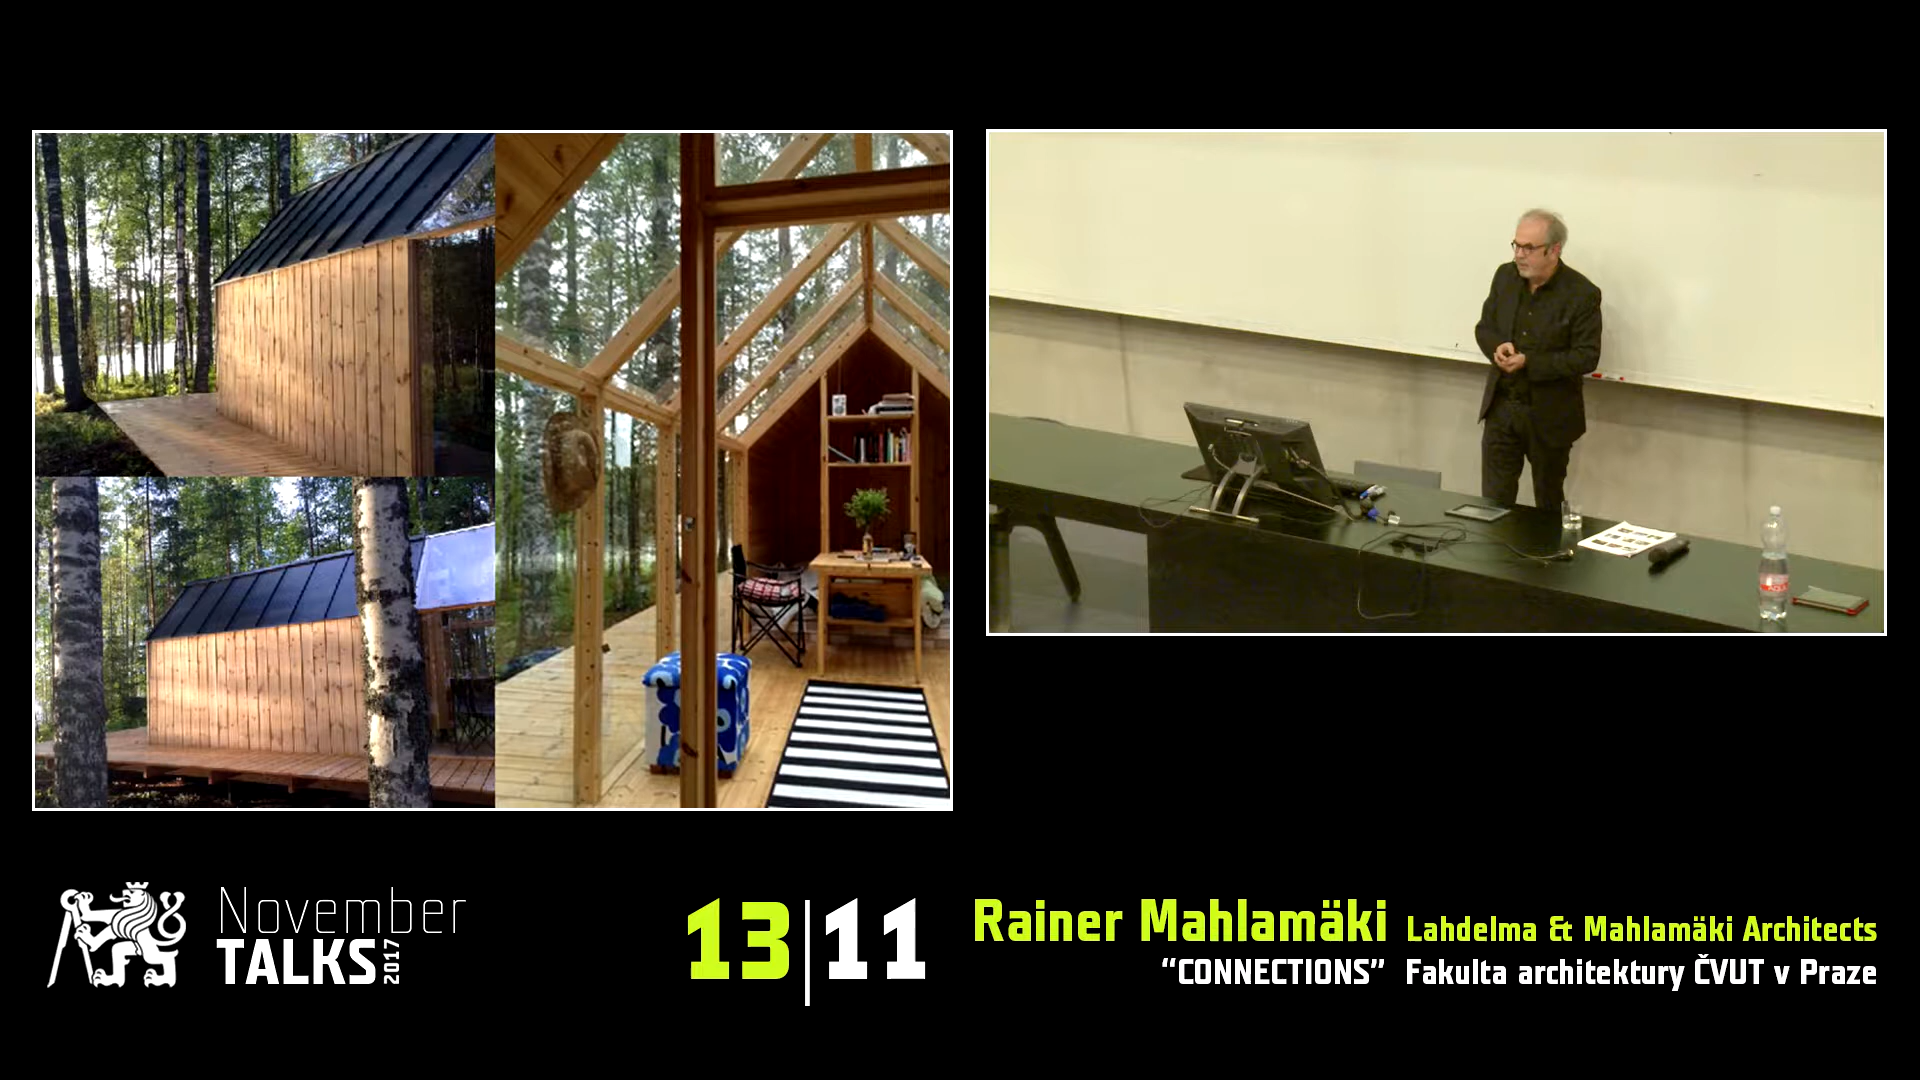 November
TALKS 2017
13|11
Rainer Mahlamäki Lahdelma & Mahlamäki Architects
“CONNECTIONS” Fakulta architektury ČVUT v Praze